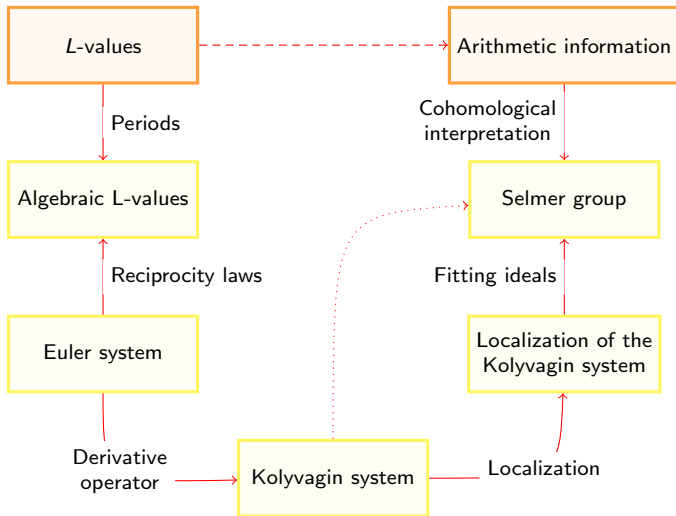 L-values
Arithmetic information
Periods
Cohomological
interpretation
Algebraic L-values
Selmer group
Reciprocity laws
Fitting ideals
Euler system
Localization of the
Kolyvagin system
Derivative
operator
Kolyvagin system
Localization